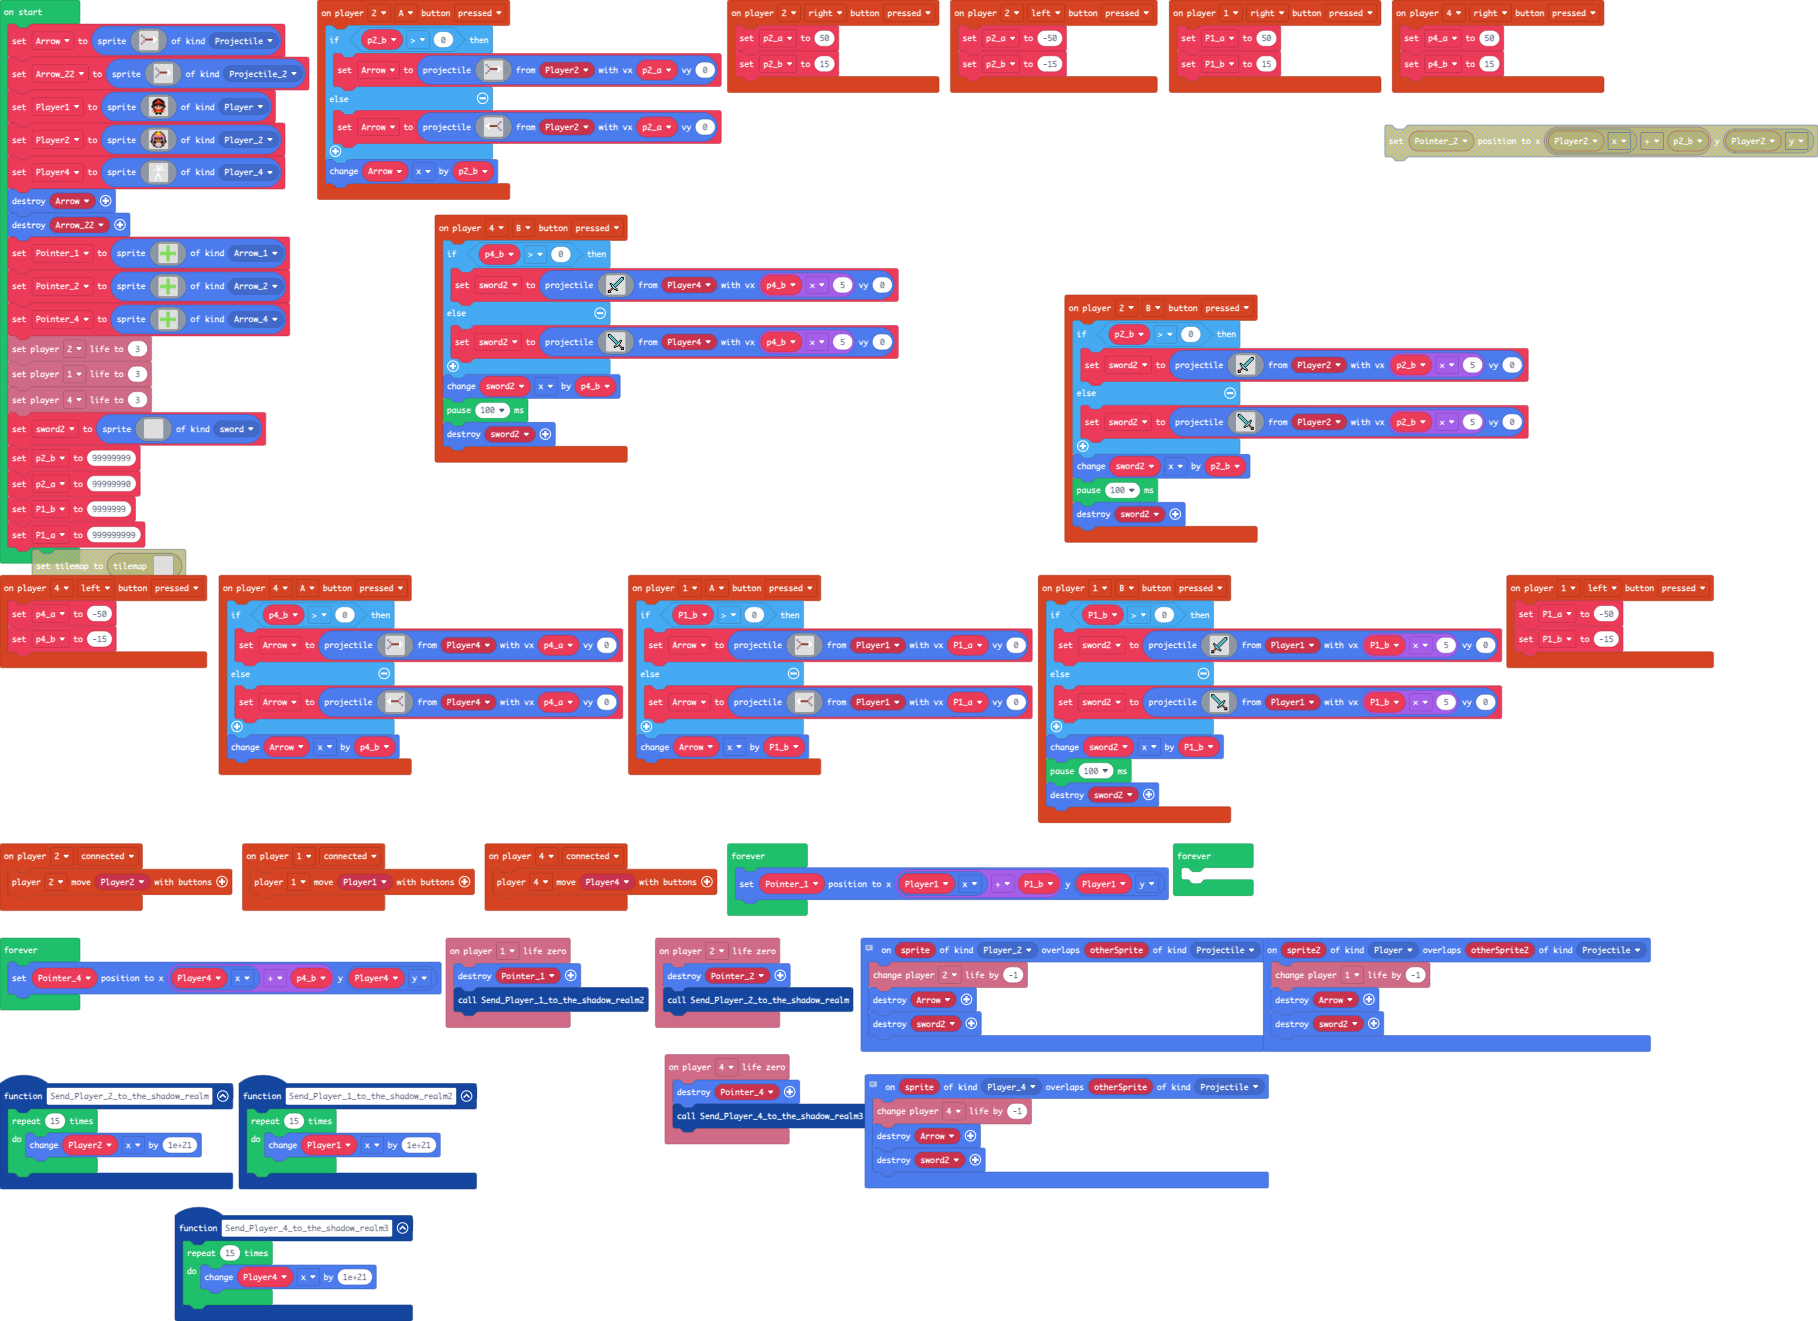 on start
set Arrow to sprite of kind Projectile
set Arrow_22 to sprite of kind Projectile_2
set Player1 to sprite of kind Player
set Player2 to sprite of kind Player_2
set Player4 to sprite of kind Player_4
destroy Arrow
destroy Arrow_22
set Pointer_1 to sprite of kind Arrow_1
set Pointer_2 to sprite of kind Arrow_2
set Pointer_4 to sprite of kind Arrow_4
set player 2 life to 3
set player 1 life to 3
set player 4 life to 3
set sword2 to sprite of kind sword
set p2_b to 99999999
set p2_a to 99999990
set P1_b to 9999999
set P1_a to 999999999
set tilemap to tilemap
on player 2 A button pressed
if p2_b > 0 then
set Arrow to projectile from Player2 with vx p2_a vy 0
else
set Arrow to projectile from Player2 with vx p2_a vy 0
change Arrow x by p2_b
on player 2 right button pressed
set p2_a to 50
set p2_b to 15
on player 2 left button pressed
set p2_a to -50
set p2_b to -15
on player 1 right button pressed
set P1_a to 50
set P1_b to 15
on player 4 right button pressed
set p4_a to 50
set p4_b to 15
set Pointer_2 position to x Player2 x + p2_b y Player2 y
on player 4 B button pressed
if p4_b > 0 then
set sword2 to projectile from Player4 with vx p4_b × 5 vy 0
else
set sword2 to projectile from Player4 with vx p4_b × 5 vy 0
change sword2 x by p4_b
pause 100 ms
destroy sword2
on player 2 B button pressed
if p2_b > 0 then
set sword2 to projectile from Player2 with vx p2_b × 5 vy 0
else
set sword2 to projectile from Player2 with vx p2_b × 5 vy 0
change sword2 x by p2_b
pause 100 ms
destroy sword2
on player 4 left button pressed
set p4_a to -50
set p4_b to -15
on player 4 A button pressed
if p4_b > 0 then
set Arrow to projectile from Player4 with vx p4_a vy 0
else
set Arrow to projectile from Player4 with vx p4_a vy 0
change Arrow x by p4_b
on player 1 A button pressed
if P1_b > 0 then
set Arrow to projectile from Player1 with vx P1_a vy 0
else
set Arrow to projectile from Player1 with vx P1_a vy 0
change Arrow x by P1_b
on player 1 B button pressed
if P1_b > 0 then
set sword2 to projectile from Player1 with vx P1_b × 5 vy 0
else
set sword2 to projectile from Player1 with vx P1_b × 5 vy 0
change sword2 x by P1_b
pause 100 ms
destroy sword2
on player 1 left button pressed
set P1_a to -50
set P1_b to -15
on player 2 connected
player 2 move Player2 with buttons
on player 1 connected
player 1 move Player1 with buttons
on player 4 connected
player 4 move Player4 with buttons
forever
set Pointer_1 position to x Player1 x + P1_b y Player1 y
forever
forever
set Pointer_4 position to x Player4 x + p4_b y Player4 y
on player 1 life zero
destroy Pointer_1
call Send_Player_1_to_the_shadow_realm2
on player 2 life zero
destroy Pointer_2
call Send_Player_2_to_the_shadow_realm
on sprite of kind Player_2 overlaps otherSprite of kind Projectile
change player 2 life by -1
destroy Arrow
destroy sword2
on sprite2 of kind Player overlaps otherSprite2 of kind Projectile
change player 1 life by -1
destroy Arrow
destroy sword2
on player 4 life zero
destroy Pointer_4
call Send_Player_4_to_the_shadow_realm3
on sprite of kind Player_4 overlaps otherSprite of kind Projectile
change player 4 life by -1
destroy Arrow
destroy sword2
function Send_Player_2_to_the_shadow_realm
repeat 15 times
do change Player2 x by 1e+21
function Send_Player_1_to_the_shadow_realm2
repeat 15 times
do change Player1 x by 1e+21
function Send_Player_4_to_the_shadow_realm3
repeat 15 times
do change Player4 x by 1e+21